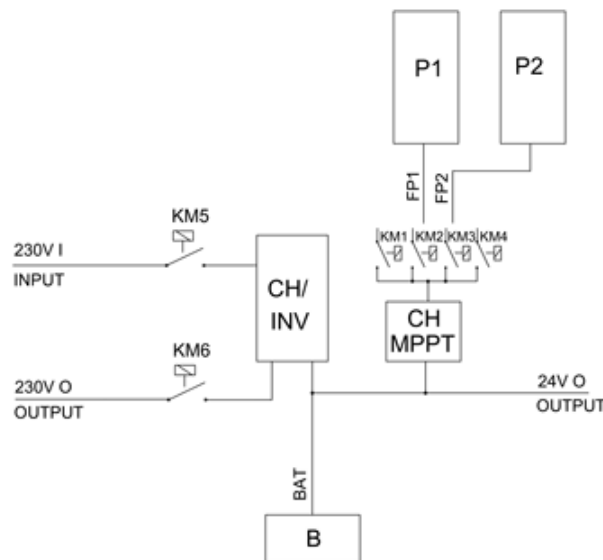 P1
P2
FP1
FP2
KM5
KM1
KM2
KM3
KM4
230V I
INPUT
CH/
INV
CH
MPPT
KM6
230V O
OUTPUT
24V O
OUTPUT
BAT
B